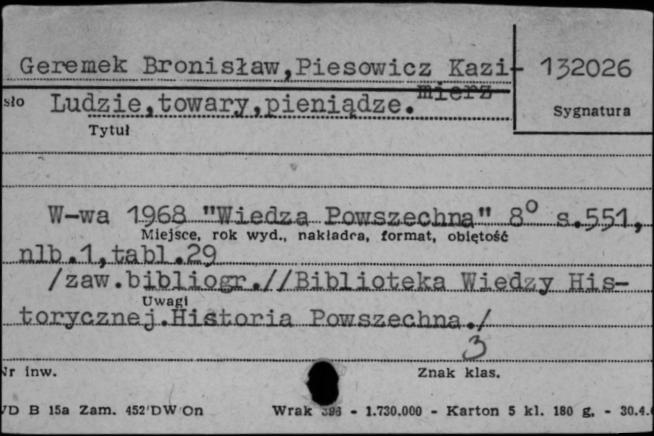 Geremek Bronisław,Piesowicz Kazi- 132026
mierz
sło Ludzie,towary,pieniądze.
Sygnatura
Tytuł
W-wa 1968 "Wiedza Powszechna" 8° s.551,
Miejsce, rok wyd., nakładca, format, objętość
nlb.1,tabl.29
/zaw.bibliogr.//Biblioteka Wiedzy His-
Uwagi
torycznej.Historia Powszechna./
3
Nr inw. Znak klas.
D B 15a Zam. 452 DW On Wrak 398 - 1.730.000 - Karton 5 kl. 180 g. - 30.4.